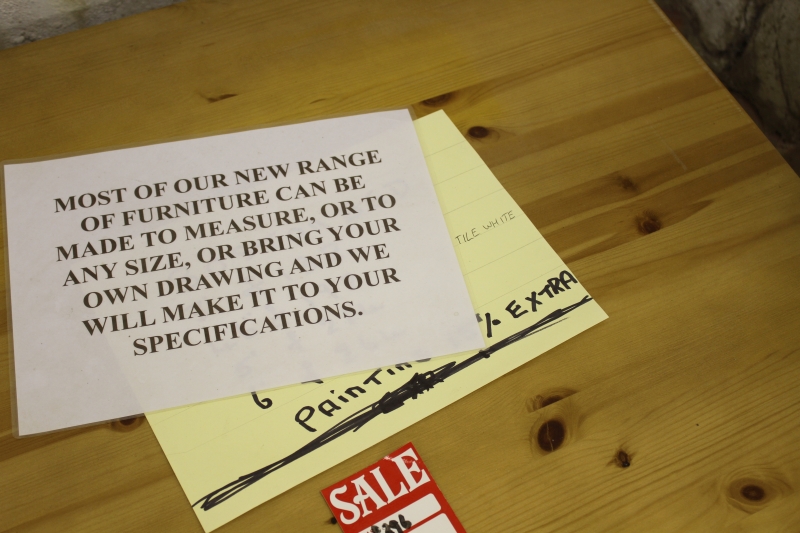 MOST OF OUR NEW RANGE
OF FURNITURE CAN BE
MADE TO MEASURE, OR TO
ANY SIZE, OR BRING YOUR
OWN DRAWING AND WE
WILL MAKE IT TO YOUR
SPECIFICATIONS.
TILE WHITE
% EXTRA
SALE